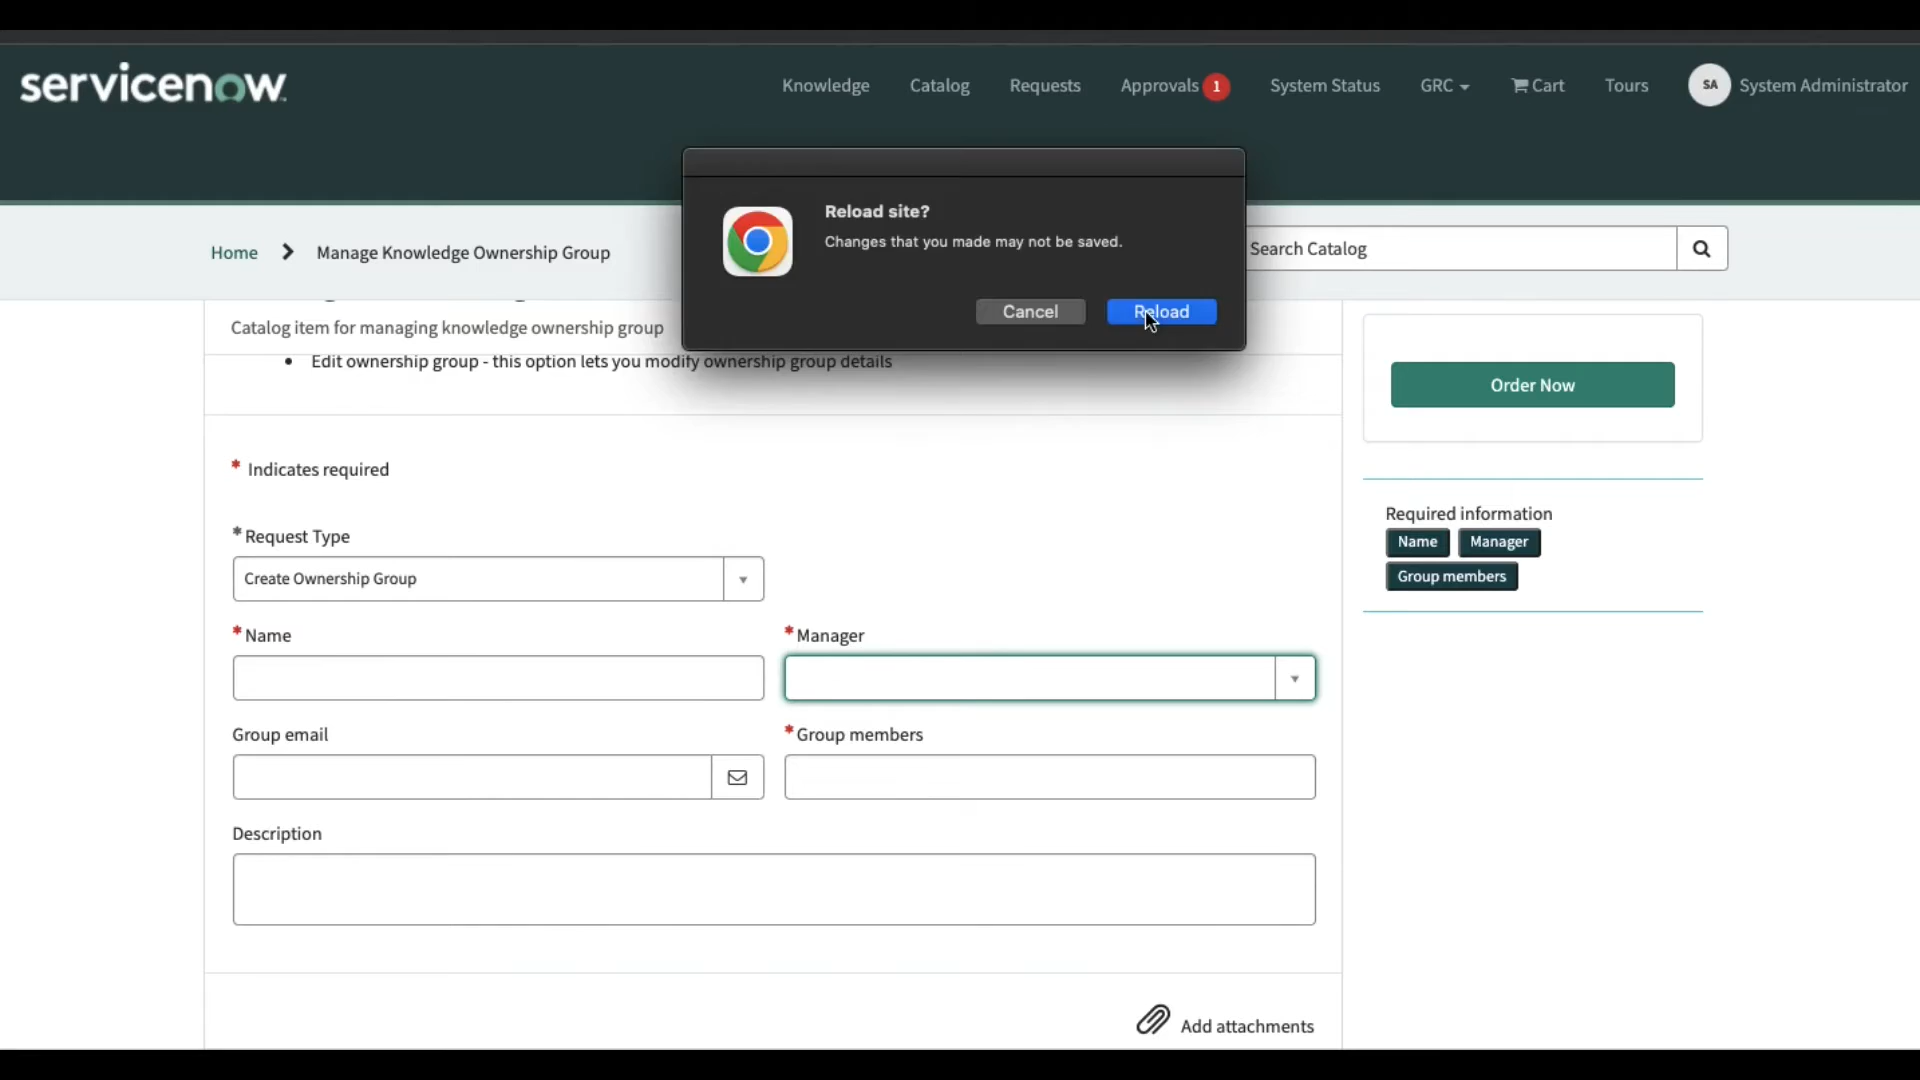 servicenow
Knowledge
Catalog
Requests
Approvals 1
System Status
GRC
Cart
Tours
SA
System Administrator
Reload site?
Changes that you made may not be saved.
Cancel
Reload
Home
Manage Knowledge Ownership Group
Search Catalog
Catalog item for managing knowledge ownership group
• Edit ownership group - this option lets you modify ownership group details
Order Now
* Indicates required
Required information
Name
Manager
Group members
* Request Type
Create Ownership Group
* Name
* Manager
Group email
* Group members
Description
Add attachments